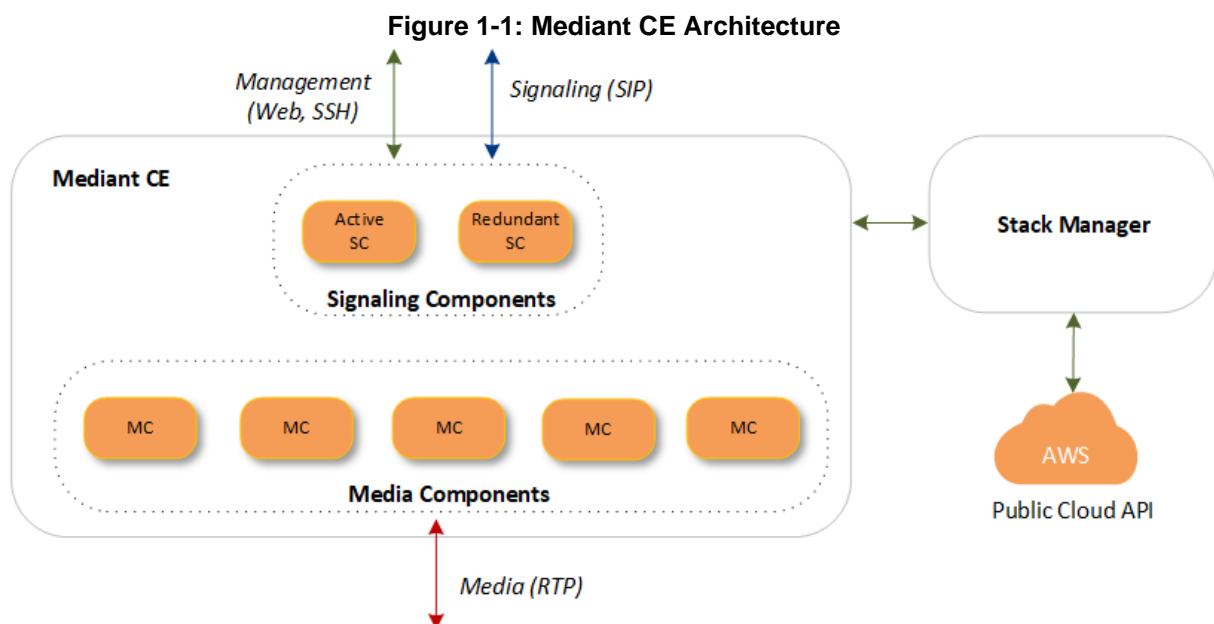 Figure 1-1: Mediant CE Architecture
Management
(Web, SSH)
Signaling (SIP)
Mediant CE
Active
SC
Redundant
SC
Signaling Components
Stack Manager
MC
MC
MC
MC
MC
Media Components
AWS
Public Cloud API
Media (RTP)